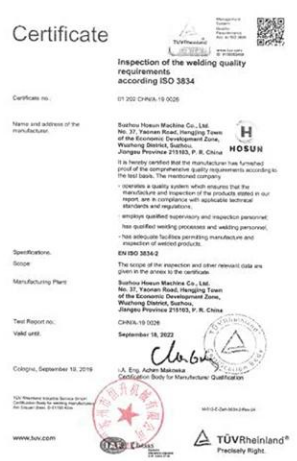 Certificate
TÜVRheinland
Inspection of the welding quality
requirements
according ISO 3834
Certificate no.:
01 202 CHN/A-19 0028
Name and address of the
manufacturer:
Suzhou Hosun Machine Co., Ltd.
No. 37, Yaonan Road, Hengjing Town
of the Economic Development Zone,
Wuzhong District, Suzhou,
Jiangsu Province 215103, P. R. China
HOSUN
It is hereby certified that the manufacturer has furnished
proof of the comprehensive quality requirements according to
the test basis. The mentioned company
- operates a quality system which ensures that the
manufacture and inspection of the products stated in our
report, are in compliance with applicable technical
standards and regulations,
- employs qualified supervision and inspection personnel,
- has qualified welding processes and welding personnel,
- has adequate facilities permitting manufacture and
inspection of welded products.
Specifications:
EN ISO 3834-2
Scope
The scope of the inspection and other relevant data are
given in the annex to the certificate.
Manufacturing Plant
Suzhou Hosun Machine Co., Ltd.
No. 37, Yaonan Road, Hengjing Town
of the Economic Development Zone,
Wuzhong District, Suzhou,
Jiangsu Province 215103, P. R. China
Test Report no.:
CHN/A-19 0028
Valid until:
September 18, 2022
Cologne, September 19, 2019
i.A. Eng. Achim Makowka
Certification Body for Manufacturer Qualification
www.tuv.com
TÜVRheinland®
Precisely Right.